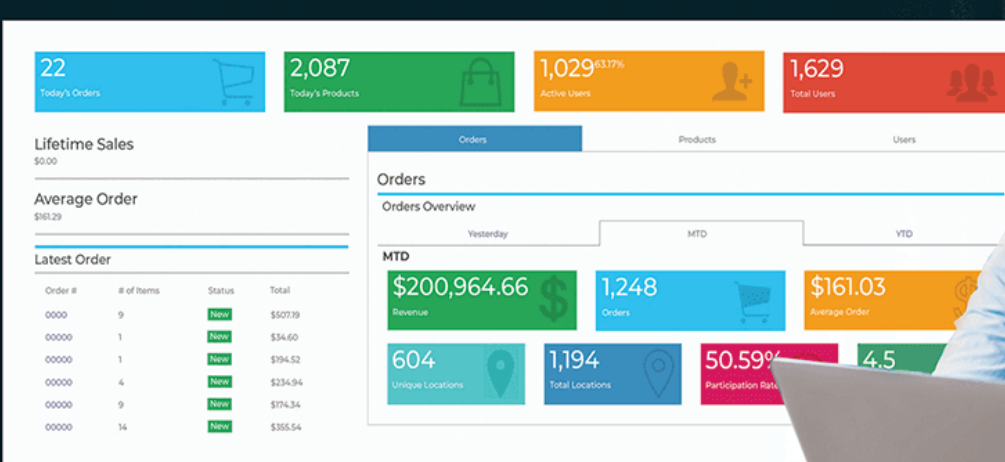 22
Today's Orders
2,087
Today's Products
1,029 63.17%
Active Users
1,629
Total Users
Lifetime Sales
$0.00
Average Order
$161.29
Latest Order
Order # # of Items Status Total
0000 9 New $507.19
00000 1 New $34.60
00000 1 New $194.52
00000 4 New $234.94
00000 9 New $174.34
00000 14 New $355.54
Orders Products Users
Orders
Orders Overview
Yesterday MTD YTD
MTD
$200,964.66
Revenue
1,248
Orders
$161.03
Average Order
604
Unique Locations
1,194
Total Locations
50.59%
Participation Rate
4.5